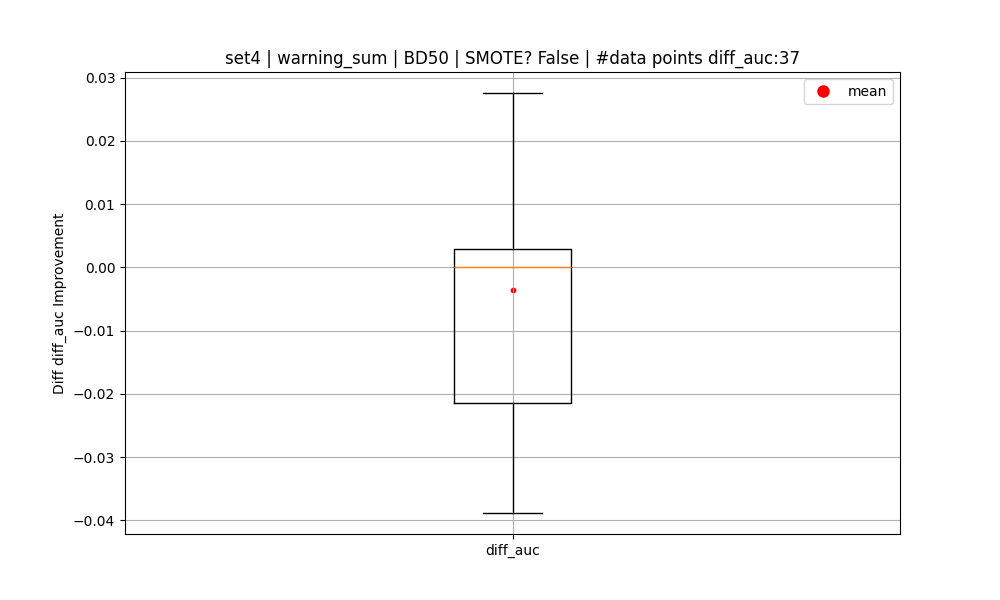 set4 | warning_sum | BD50 | SMOTE? False | #data points diff_auc:37
mean
Diff diff_auc Improvement
0.03
0.02
0.01
0.00
−0.01
−0.02
−0.03
−0.04
diff_auc